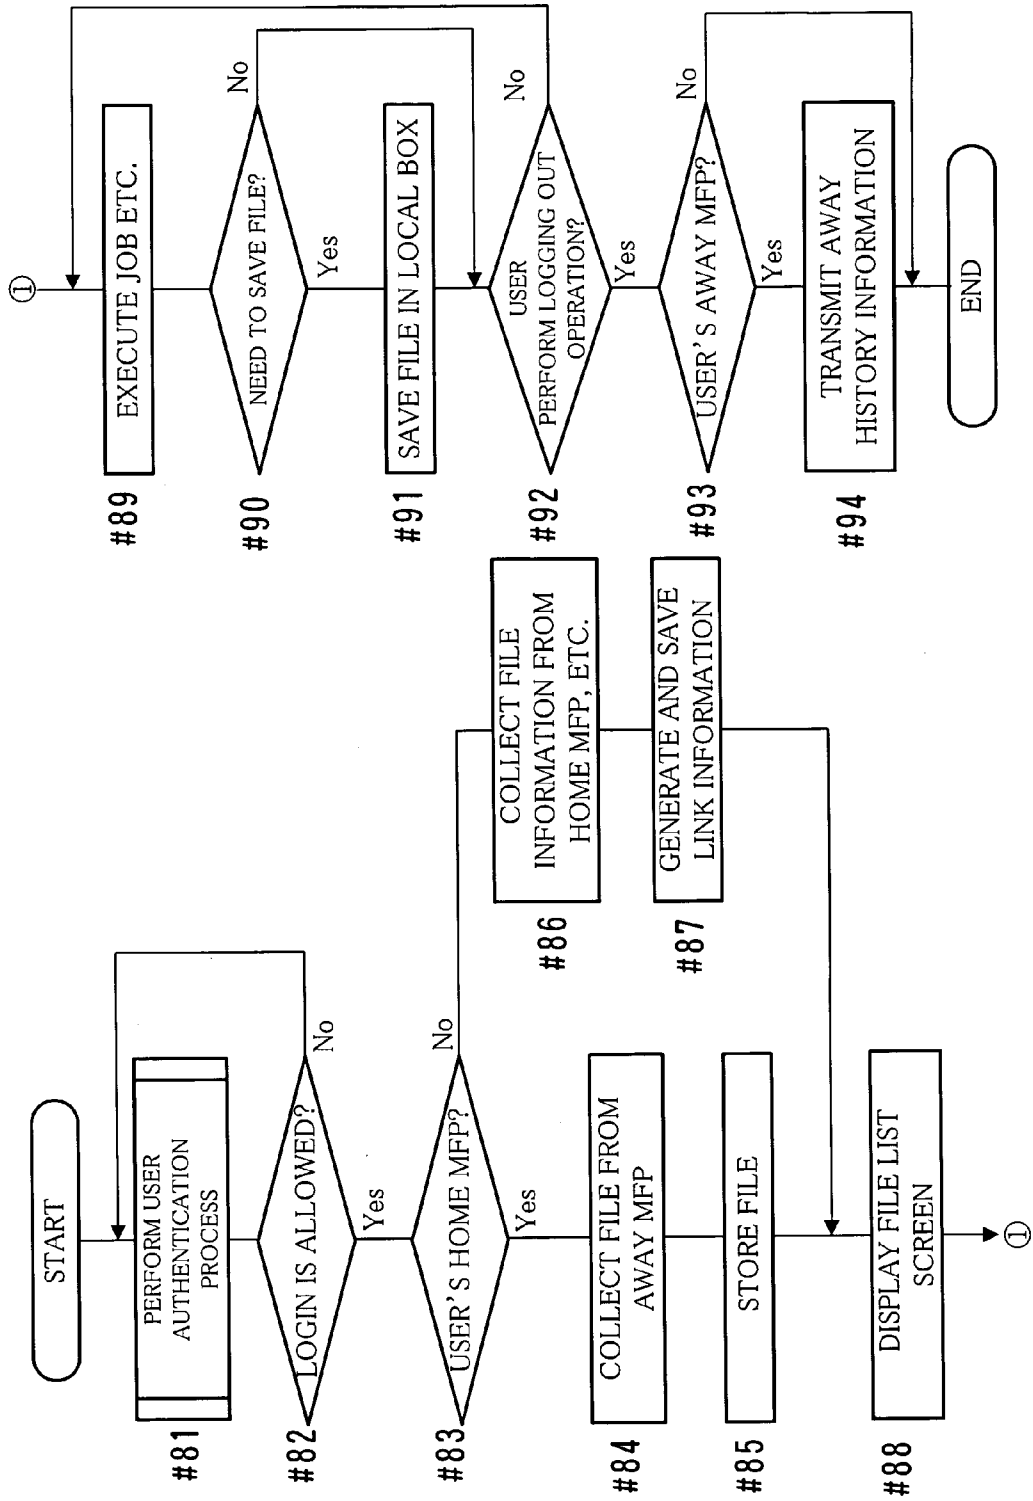 START
#81
PERFORM USER
AUTHENTICATION
PROCESS
#82
LOGIN IS ALLOWED?
No
Yes
#83
USER'S HOME MFP?
No
Yes
#84
COLLECT FILE FROM
AWAY MFP
#85
STORE FILE
#86
COLLECT FILE
INFORMATION FROM
HOME MFP, ETC.
#87
GENERATE AND SAVE
LINK INFORMATION
#88
DISPLAY FILE LIST
SCREEN
①
①
#89
EXECUTE JOB ETC.
#90
NEED TO SAVE FILE?
No
Yes
#91
SAVE FILE IN LOCAL BOX
#92
USER
PERFORM LOGGING OUT
OPERATION?
No
Yes
#93
USER'S AWAY MFP?
No
Yes
#94
TRANSMIT AWAY
HISTORY INFORMATION
END